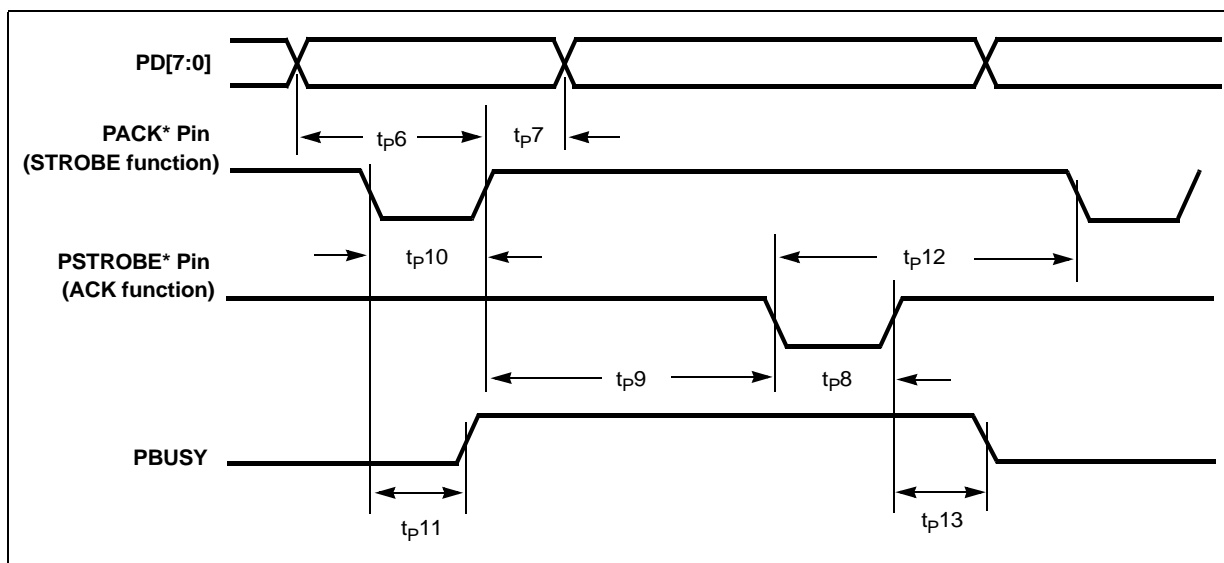 PD[7:0]
PACK* Pin
(STROBE function)
tP6
tP7
PSTROBE* Pin
(ACK function)
tP10
tP12
tP9
tP8
PBUSY
tP11
tP13